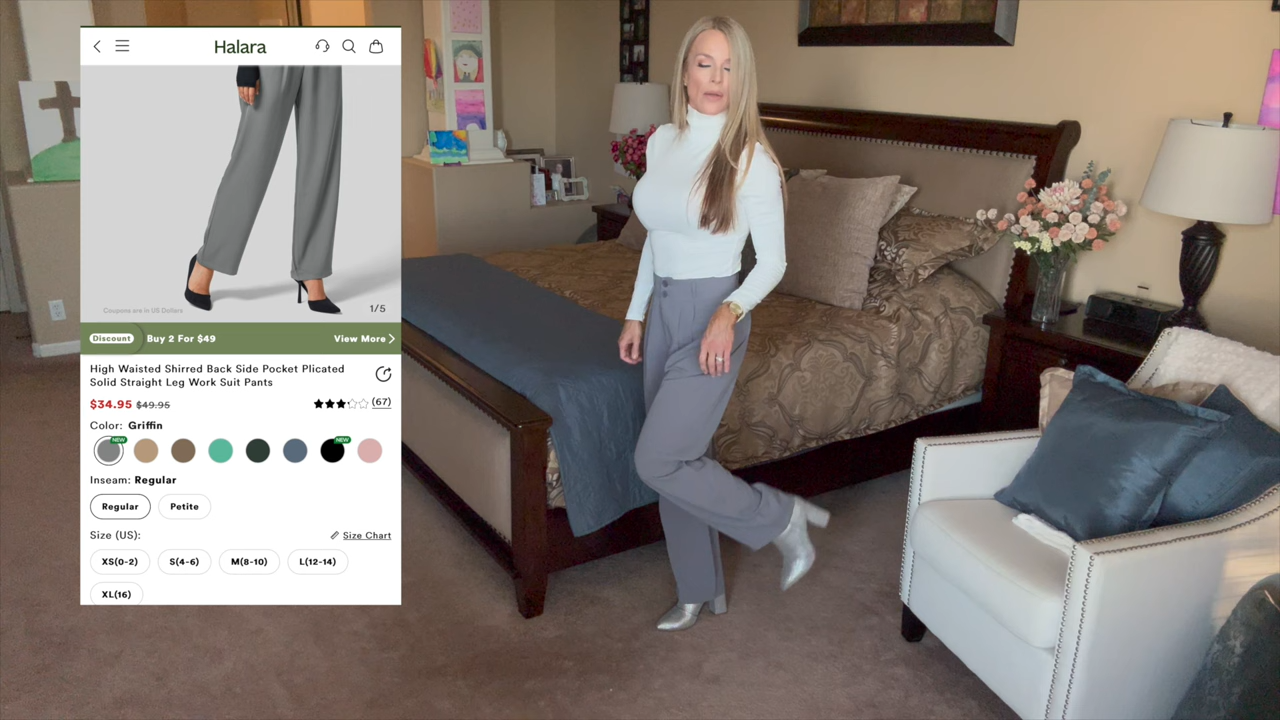 Halara
Coupons are in US Dollars
1/5
Discount Buy 2 For $49 View More
High Waisted Shirred Back Side Pocket Plicated
Solid Straight Leg Work Suit Pants
$34.95 $49.95 (67)
Color: Griffin
NEW NEW
Inseam: Regular
Regular Petite
Size (US): Size Chart
XS(0-2) S(4-6) M(8-10) L(12-14)
XL(16)